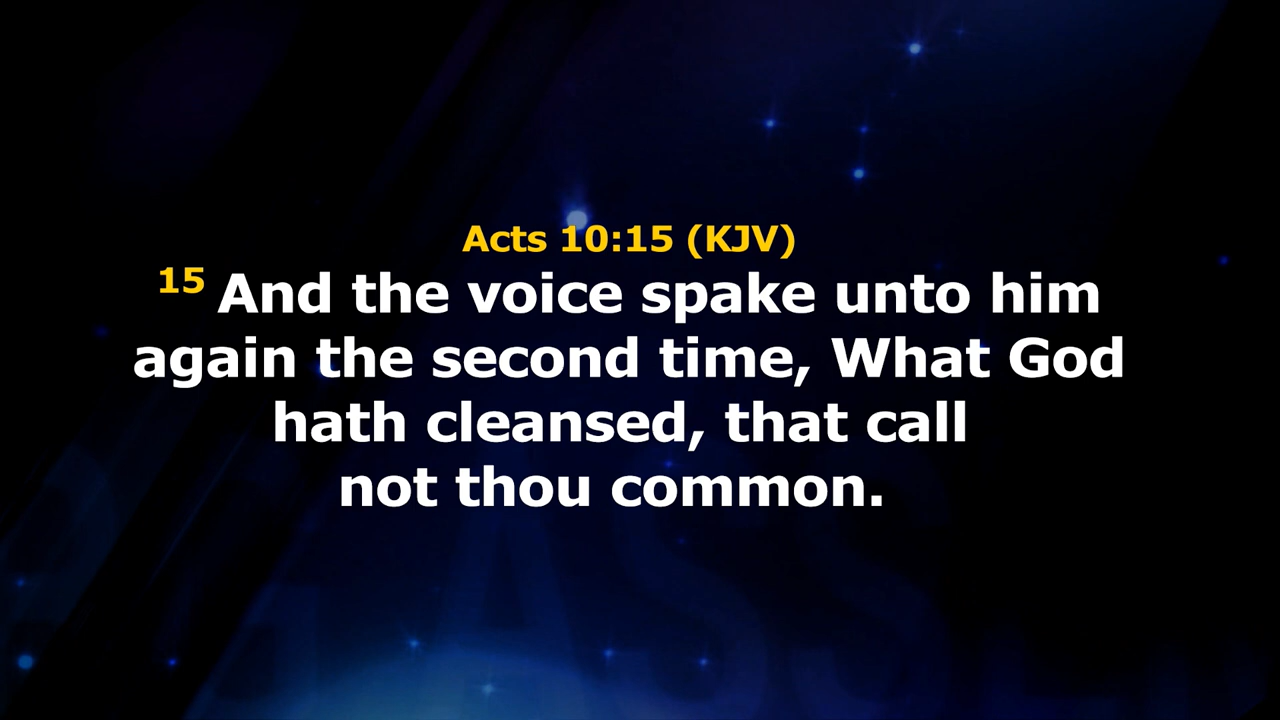 Acts 10:15 (KJV)
15 And the voice spake unto him
again the second time, What God
hath cleansed, that call
not thou common.